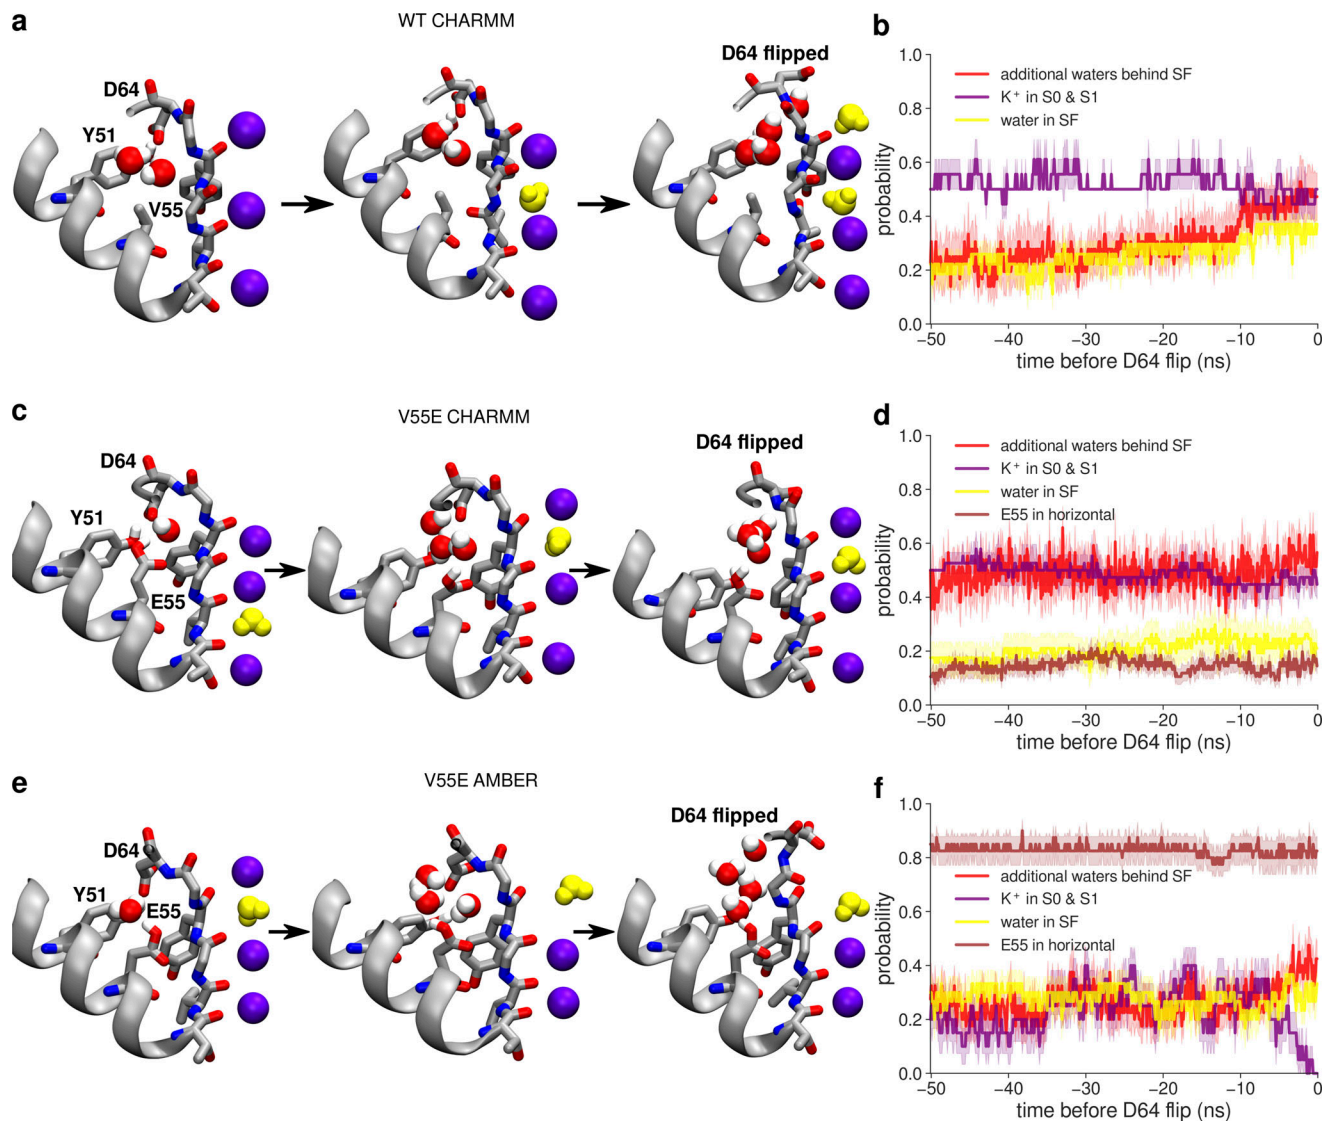 a
WT CHARMM
D64 flipped
D64
Y51
V55
b
1.0
0.8
0.6
0.4
0.2
0.0
probability
additional waters behind SF
K⁺ in S0 & S1
water in SF
−50
−40
−30
−20
−10
0
time before D64 flip (ns)
c
V55E CHARMM
D64 flipped
D64
Y51
E55
d
1.0
0.8
0.6
0.4
0.2
0.0
probability
additional waters behind SF
K⁺ in S0 & S1
water in SF
E55 in horizontal
−50
−40
−30
−20
−10
0
time before D64 flip (ns)
e
V55E AMBER
D64 flipped
D64
Y51
E55
f
1.0
0.8
0.6
0.4
0.2
0.0
probability
additional waters behind SF
K⁺ in S0 & S1
water in SF
E55 in horizontal
−50
−40
−30
−20
−10
0
time before D64 flip (ns)